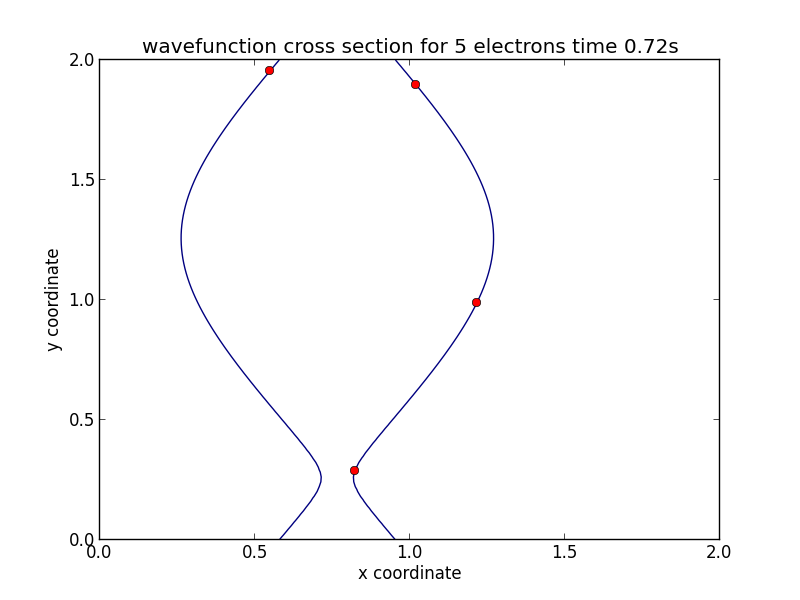 wavefunction cross section for 5 electrons time 0.72s
2.0
1.5
1.0
0.5
0.0
y coordinate
0.0 0.5 1.0 1.5 2.0
x coordinate